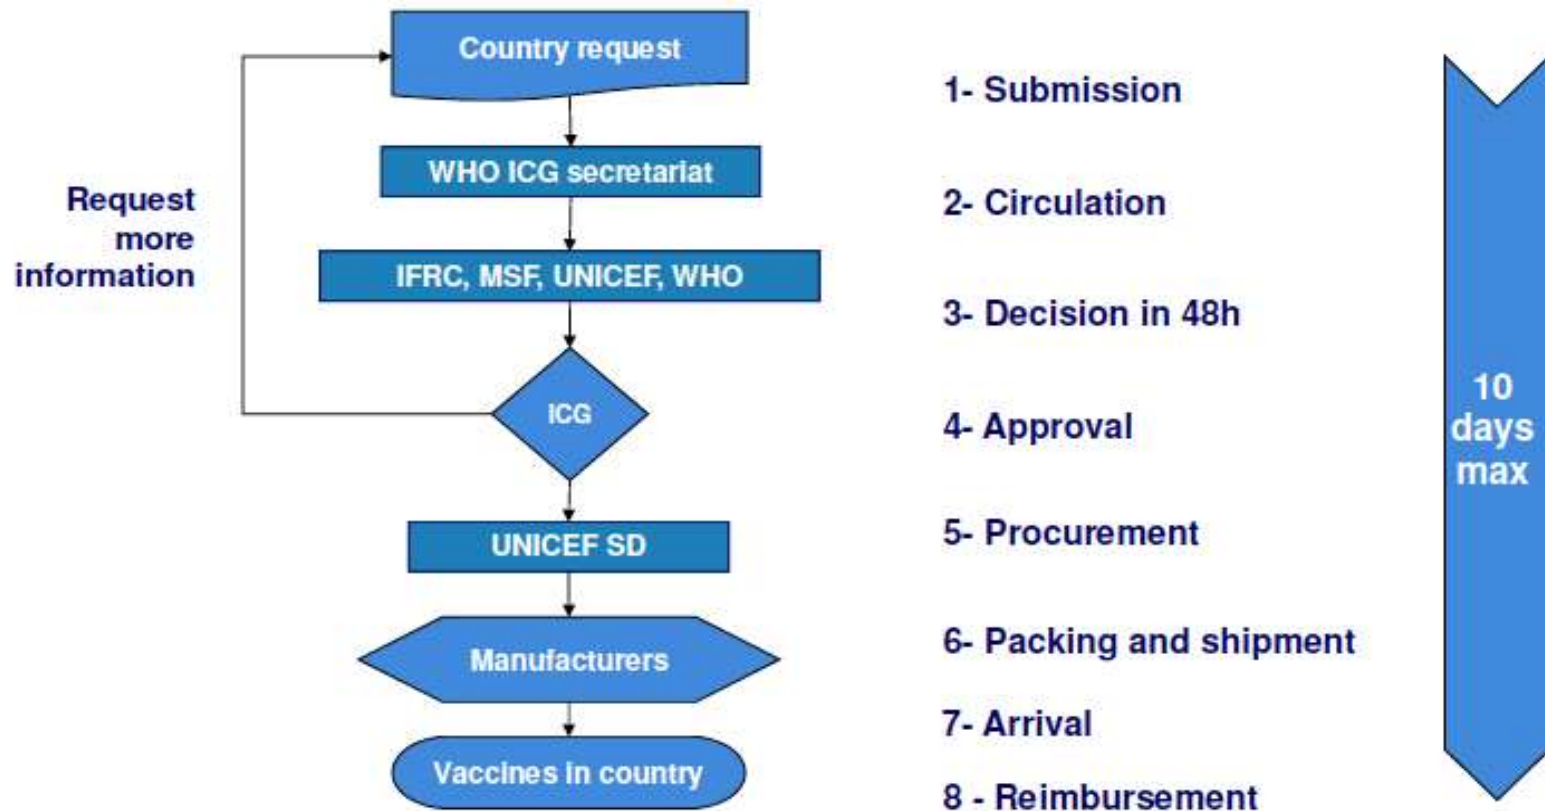 Country request
WHO ICG secretariat
IFRC, MSF, UNICEF, WHO
ICG
UNICEF SD
Manufacturers
Vaccines in country
Request
more
information
1- Submission
2- Circulation
3- Decision in 48h
4- Approval
5- Procurement
6- Packing and shipment
7- Arrival
8 - Reimbursement
10
days
max